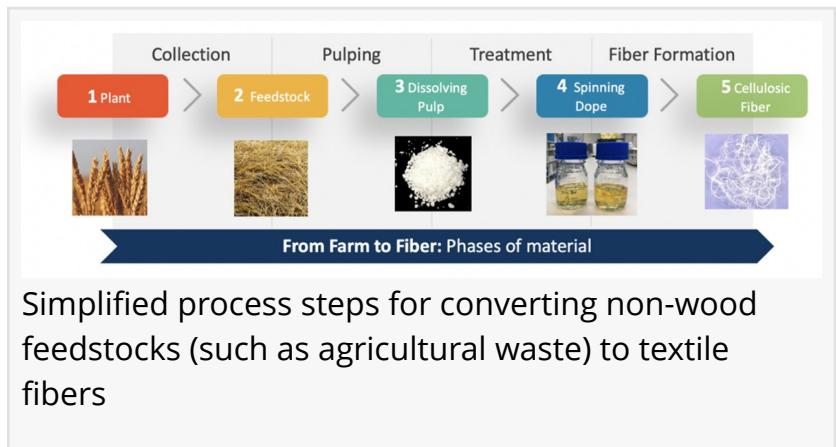 Collection Pulping Treatment Fiber Formation
1 Plant
2 Feedstock
3 Dissolving
Pulp
4 Spinning
Dope
5 Cellulosic
Fiber
From Farm to Fiber: Phases of material
Simplified process steps for converting non-wood
feedstocks (such as agricultural waste) to textile
fibers